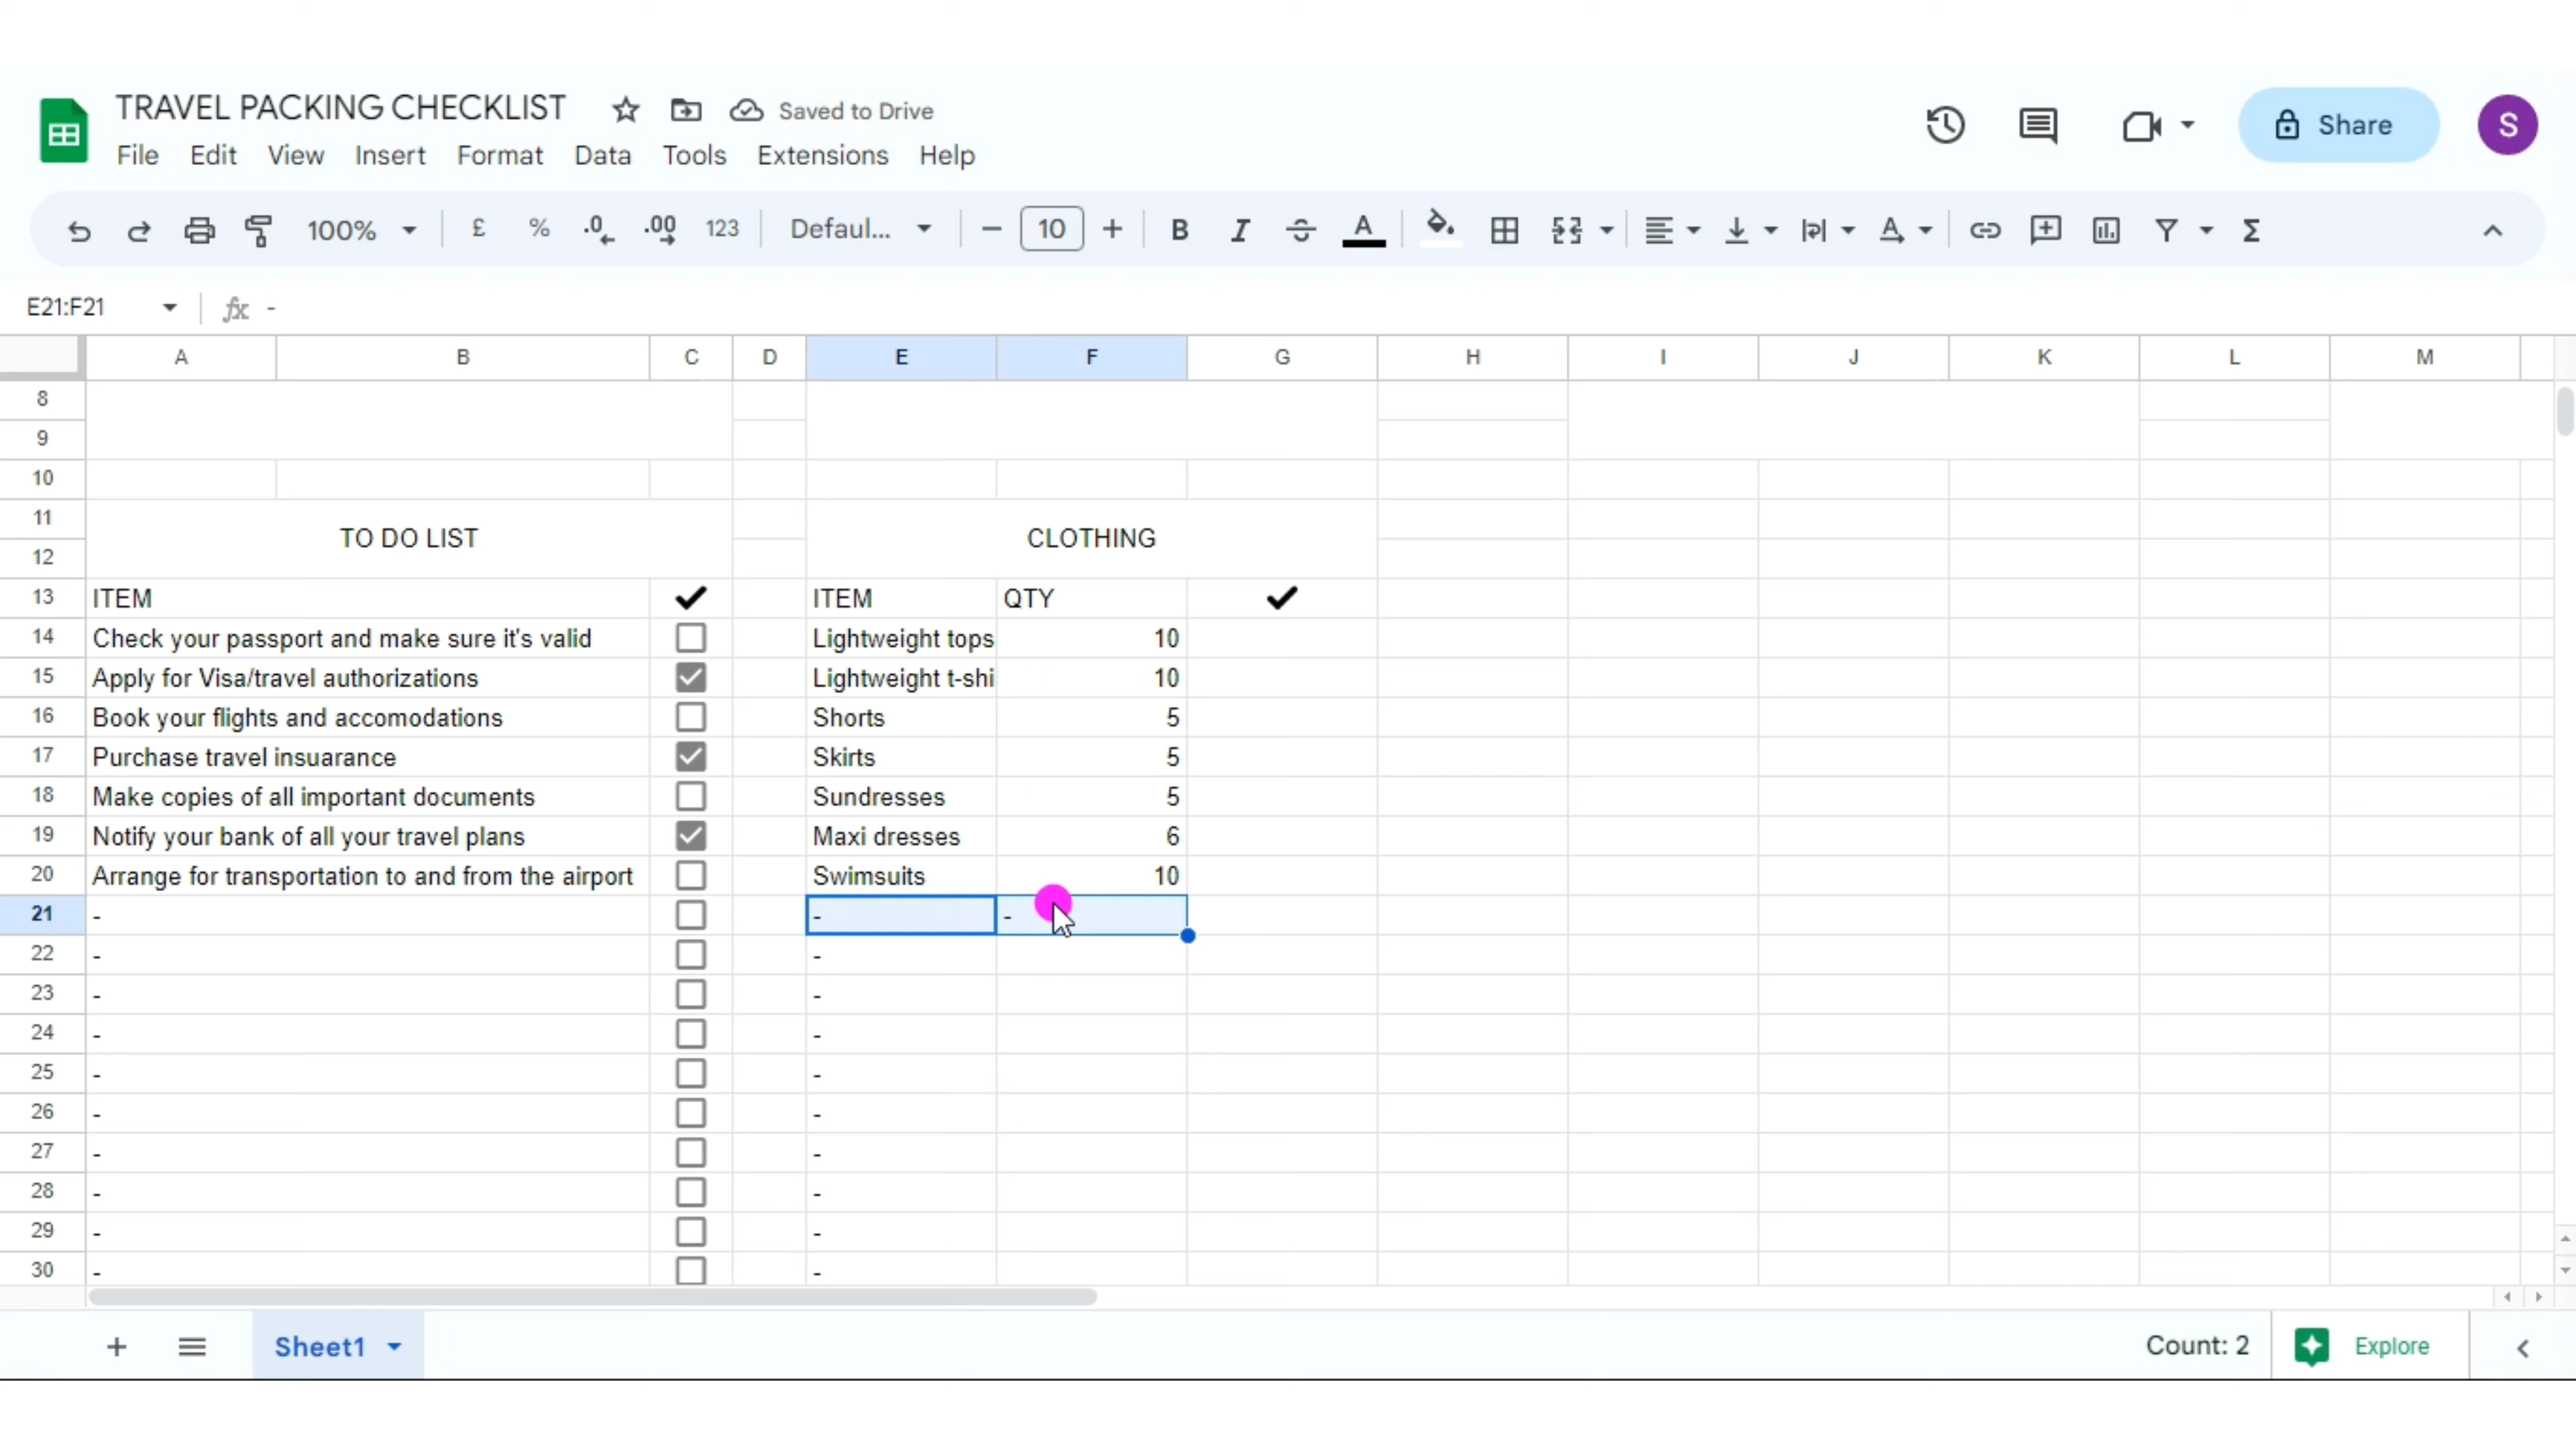 TRAVEL PACKING CHECKLIST Saved to Drive
File Edit View Insert Format Data Tools Extensions Help
Share S
100% £ % .0 .00 123 Defaul... 10 B I A A Σ
E21:F21 fx -
A B C D E F G H I J K L M
8
9
10
11
TO DO LIST CLOTHING
12
13 ITEM ✔ ITEM QTY ✔
14 Check your passport and make sure it's valid Lightweight tops 10
15 Apply for Visa/travel authorizations Lightweight t-shi 10
16 Book your flights and accomodations Shorts 5
17 Purchase travel insuarance Skirts 5
18 Make copies of all important documents Sundresses 5
19 Notify your bank of all your travel plans Maxi dresses 6
20 Arrange for transportation to and from the airport Swimsuits 10
21 - - -
22 - -
23 - -
24 - -
25 - -
26 - -
27 - -
28 - -
29 - -
30 - -
Sheet1 Count: 2 Explore